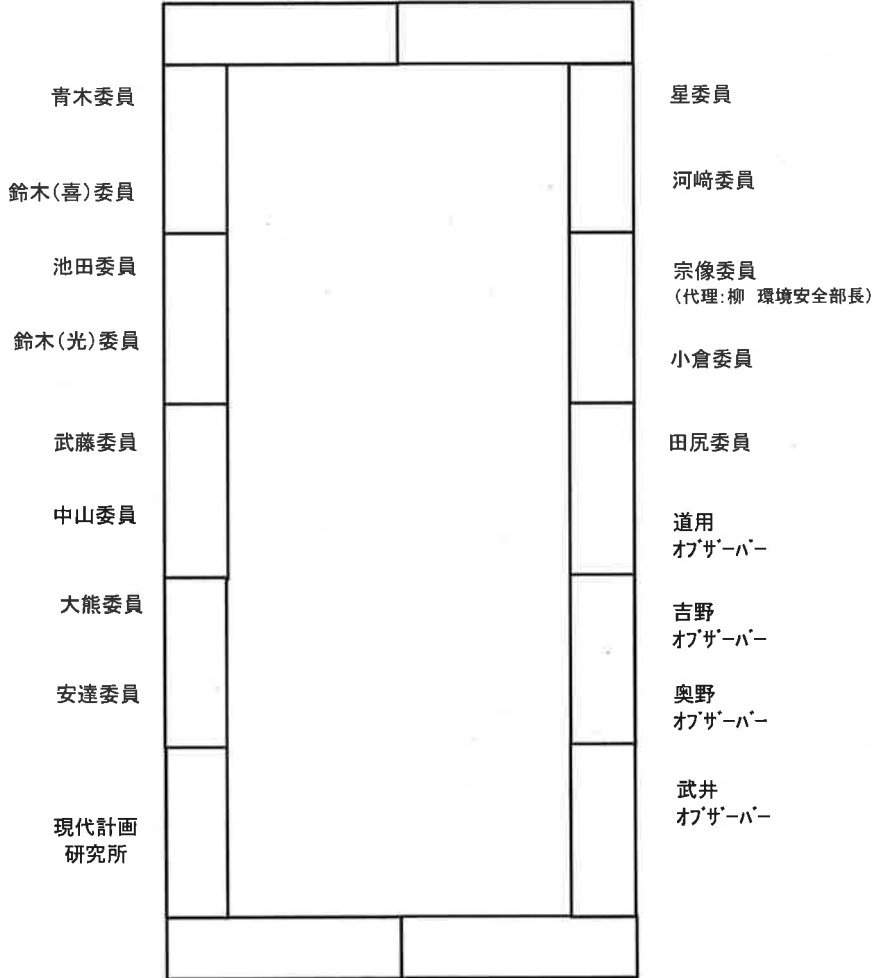 青木委員
鈴木(喜)委員
池田委員
鈴木(光)委員
武藤委員
中山委員
大熊委員
安達委員
現代計画
研究所
星委員
河﨑委員
宗像委員
(代理:柳 環境安全部長)
小倉委員
田尻委員
道用
ｵﾌﾞｻﾞｰﾊﾞｰ
吉野
ｵﾌﾞｻﾞｰﾊﾞｰ
奥野
ｵﾌﾞｻﾞｰﾊﾞｰ
武井
ｵﾌﾞｻﾞｰﾊﾞｰ